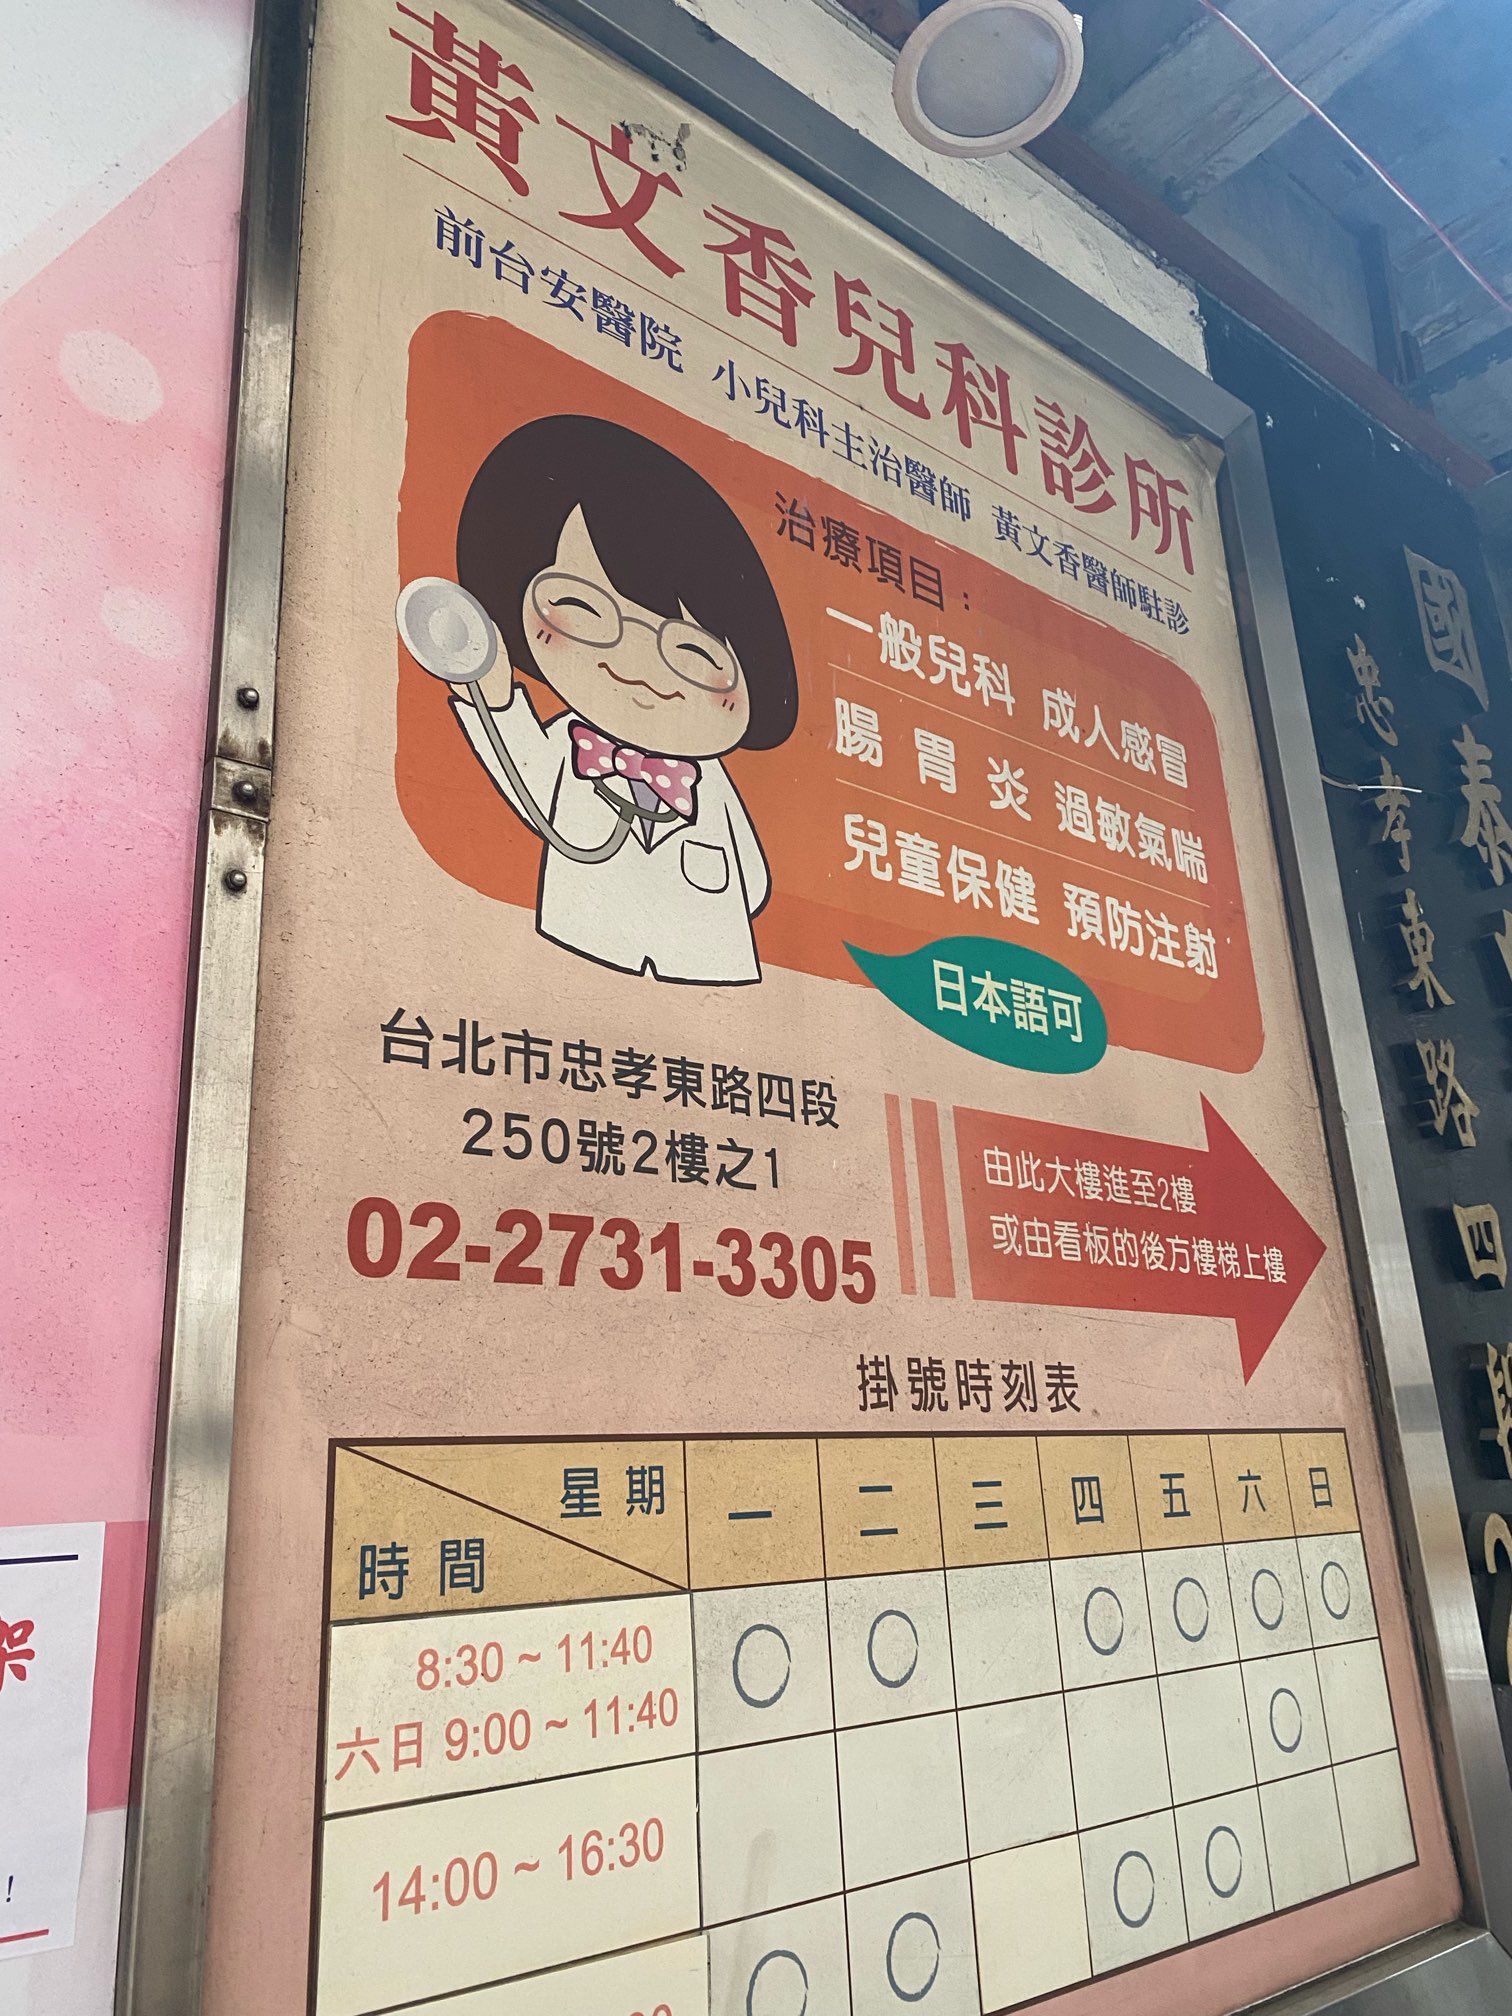 黃文香兒科診所
前台安醫院 小兒科主治醫師 黃文香醫師駐診
治療項目：
一般兒科 成人感冒
腸胃炎 過敏氣喘
兒童保健 預防注射
日本語可
台北市忠孝東路四段
250號2樓之1
02-2731-3305
由此大樓進至2樓
或由看板的後方樓梯上樓
掛號時刻表
星期 一 二 三 四 五 六 日
時間
8:30 ~ 11:40 ○ ○ ○ ○ ○ ○
六日 9:00 ~ 11:40
14:00 ~ 16:30 ○
○ ○ ○ ○
國泰
忠孝東路四段